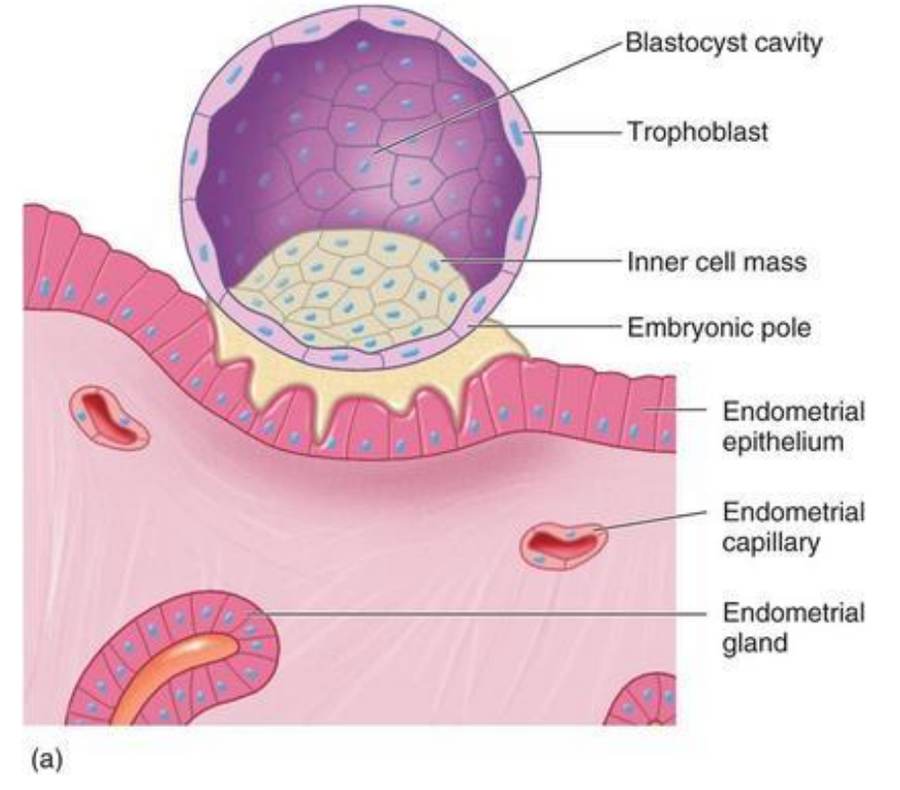 Blastocyst cavity
Trophoblast
Inner cell mass
Embryonic pole
Endometrial
epithelium
Endometrial
capillary
Endometrial
gland
(a)